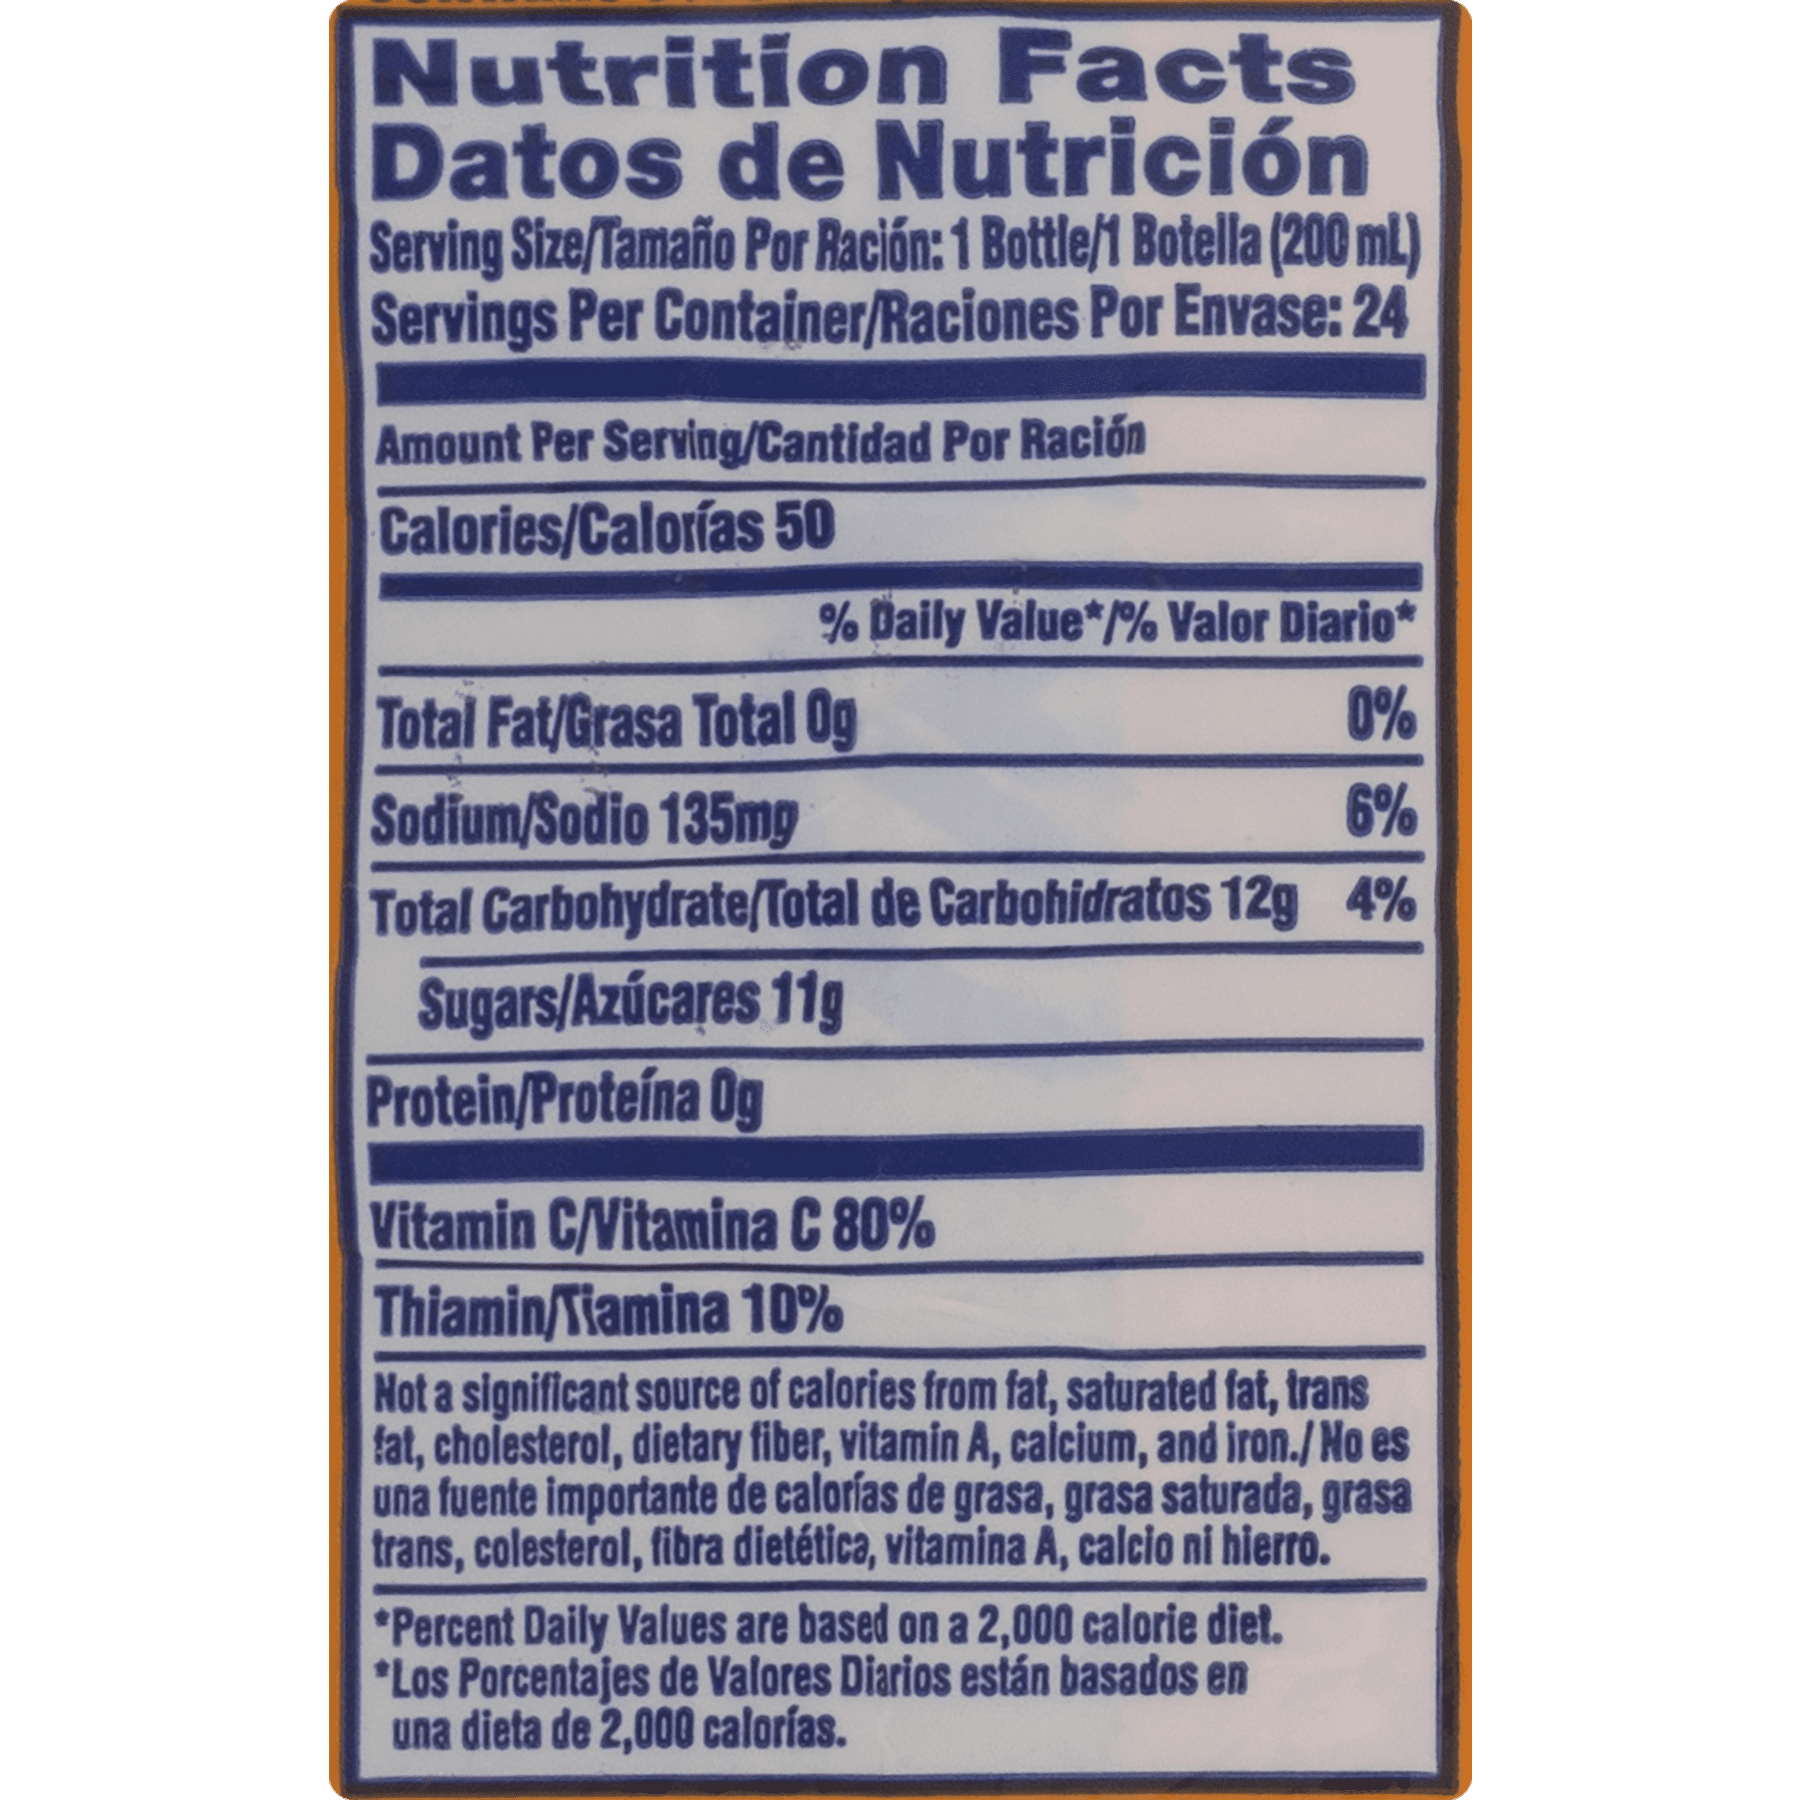 Nutrition Facts
Datos de Nutrición
Serving Size/Tamaño Por Ración: 1 Bottle/1 Botella (200 mL)
Servings Per Container/Raciones Por Envase: 24
Amount Per Serving/Cantidad Por Ración
Calories/Calorías 50
% Daily Value*/% Valor Diario*
Total Fat/Grasa Total 0g 0%
Sodium/Sodio 135mg 6%
Total Carbohydrate/Total de Carbohidratos 12g 4%
Sugars/Azúcares 11g
Protein/Proteína 0g
Vitamin C/Vitamina C 80%
Thiamin/Tiamina 10%
Not a significant source of calories from fat, saturated fat, trans
fat, cholesterol, dietary fiber, vitamin A, calcium, and iron./ No es
una fuente importante de calorías de grasa, grasa saturada, grasa
trans, colesterol, fibra dietética, vitamina A, calcio ni hierro.
*Percent Daily Values are based on a 2,000 calorie diet.
*Los Porcentajes de Valores Diarios están basados en
una dieta de 2,000 calorías.